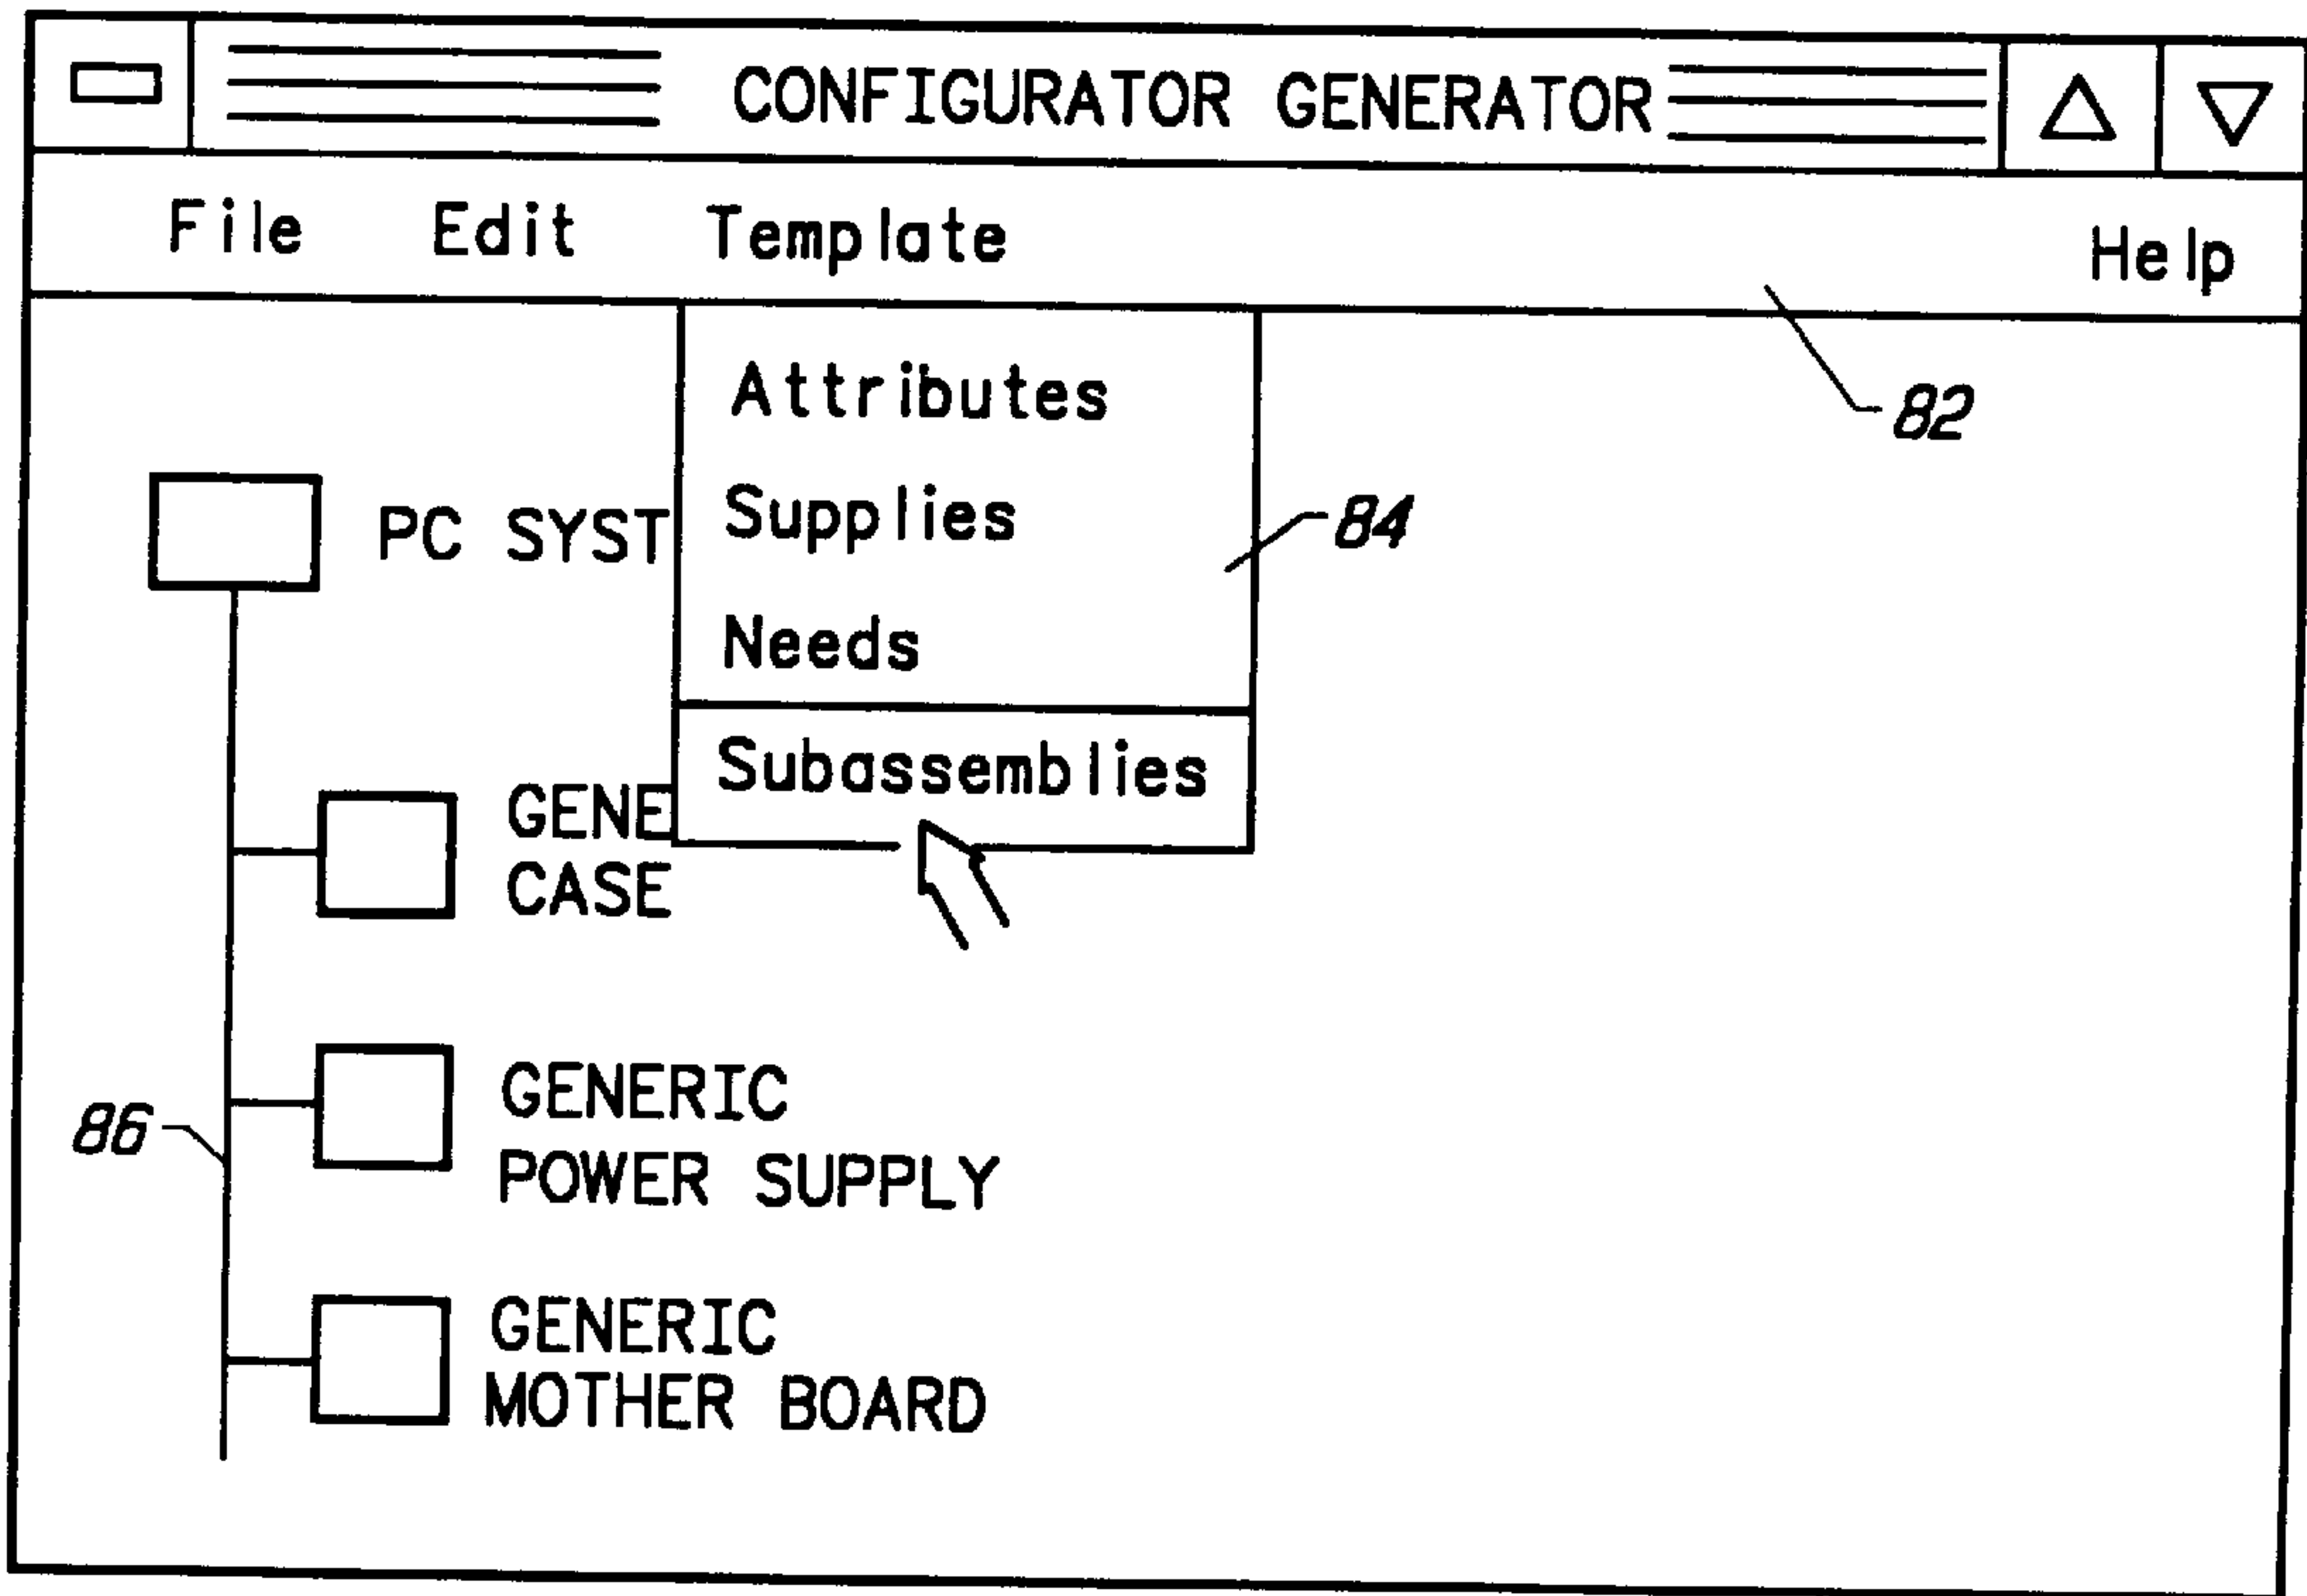 CONFIGURATOR GENERATOR
File Edit Template Help
Attributes
82
PC SYST
Supplies
84
Needs
Subassemblies
GENE
CASE
86
GENERIC
POWER SUPPLY
GENERIC
MOTHER BOARD